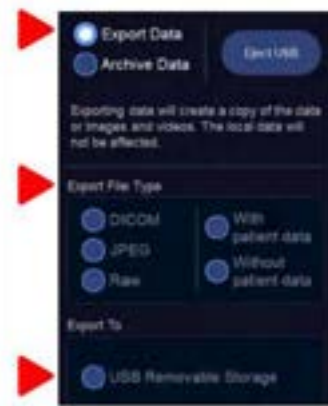 Export Data
Archive Data
Eject USB
Exporting data will create a copy of the data
or images and videos. The local data will
not be affected.
Export File Type
DICOM
JPEG
Raw
With
patient data
Without
patient data
Export To
USB Removable Storage